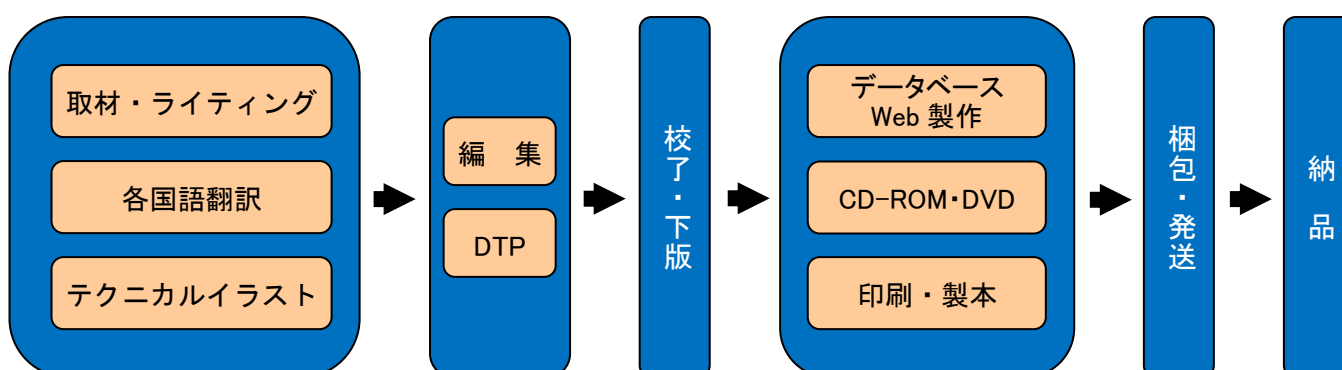 取材・ライティング
各国語翻訳
テクニカルイラスト
編　集
DTP
校了・下版
データベース
Web 製作
CD-ROM・DVD
印刷・製本
梱包・発送
納　品